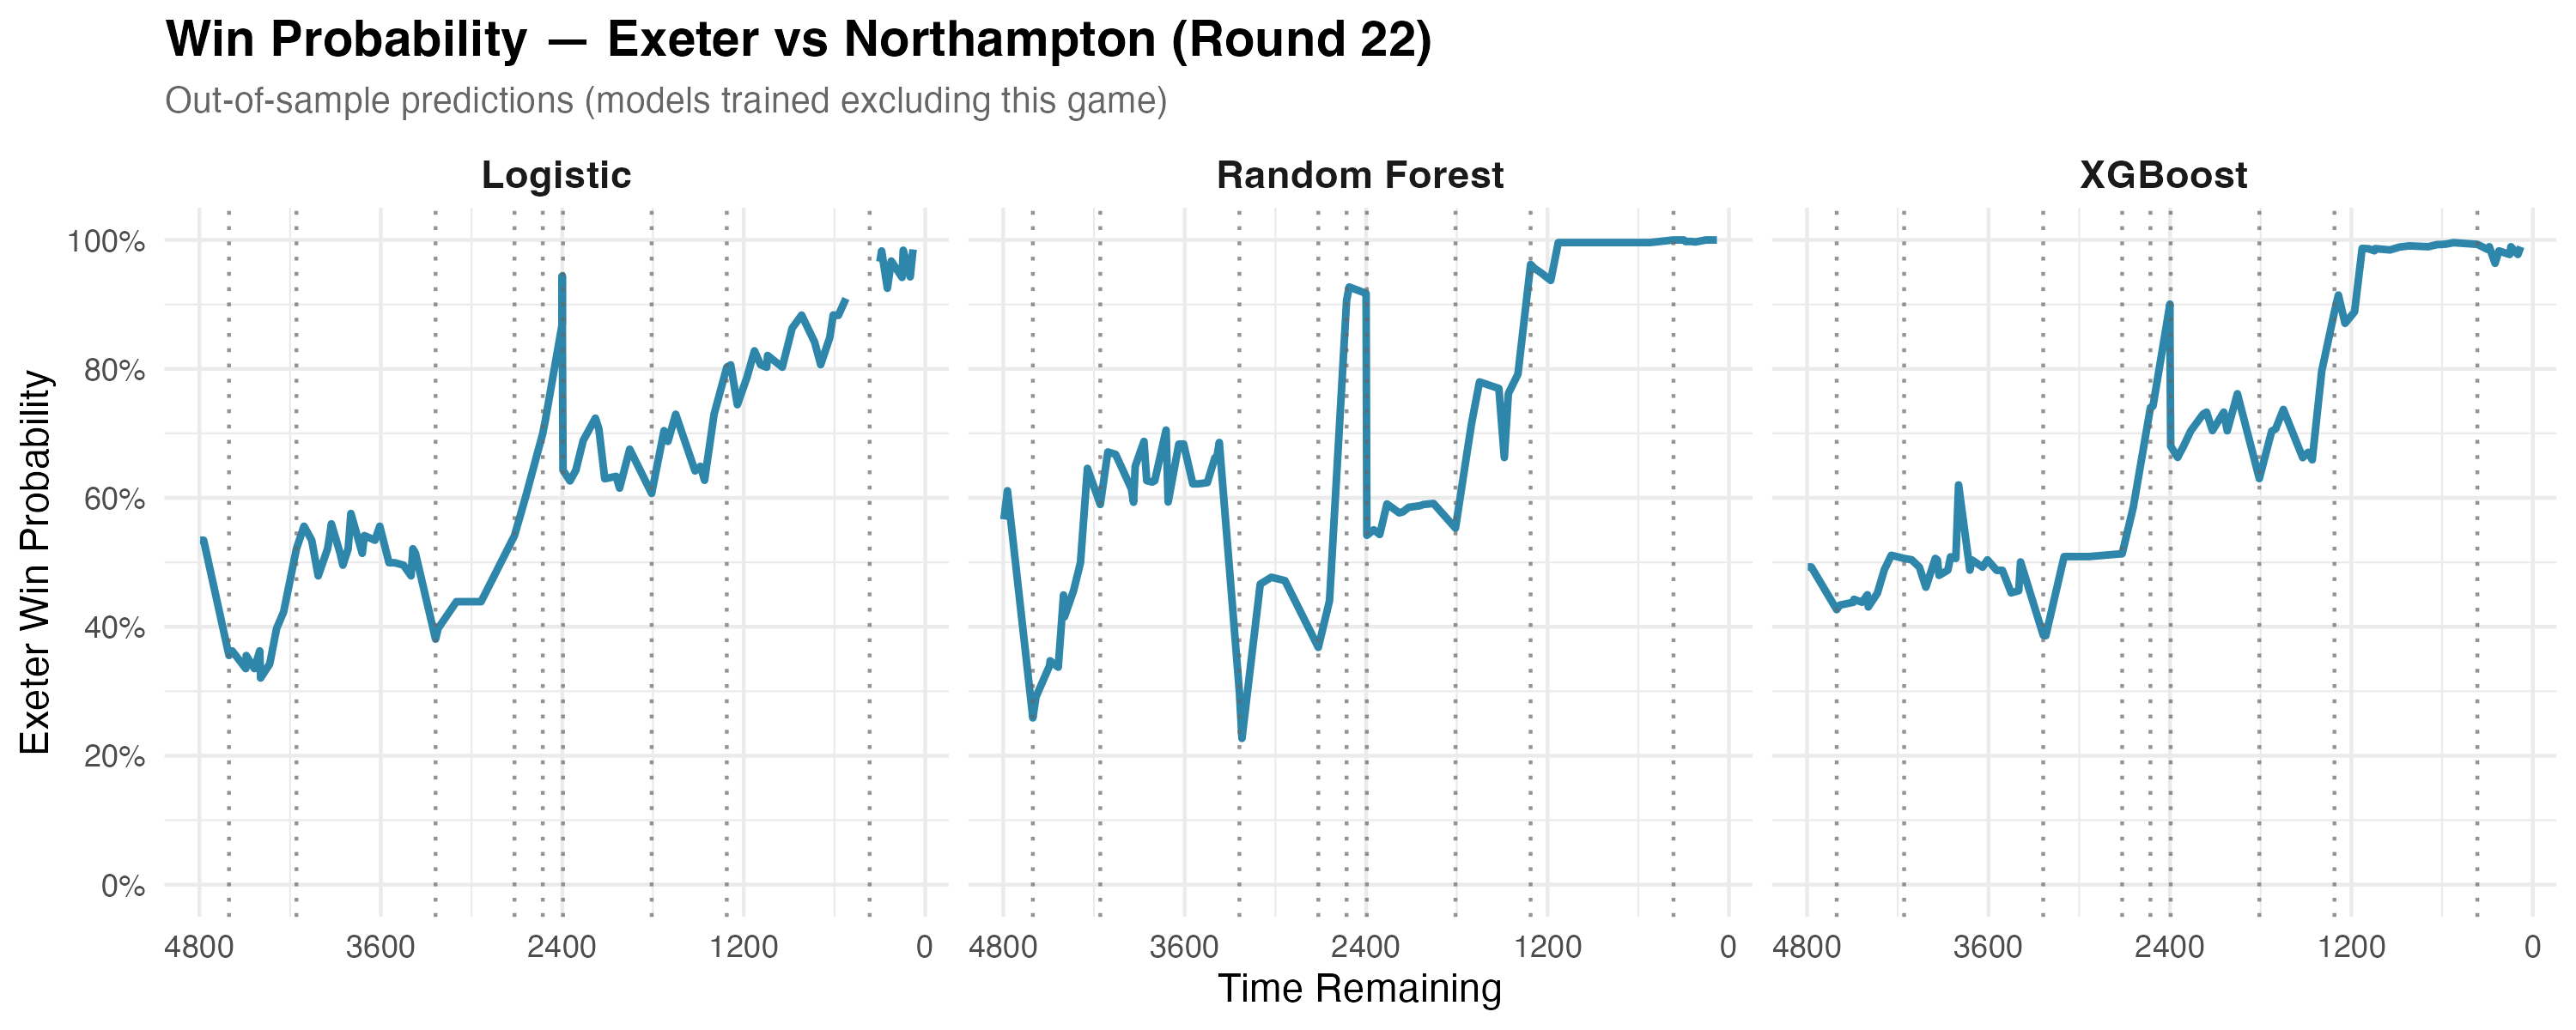 Win Probability — Exeter vs Northampton (Round 22)
Out-of-sample predictions (models trained excluding this game)
Logistic
Random Forest
XGBoost
Exeter Win Probability
100%
80%
60%
40%
20%
0%
4800 3600 2400 1200 0
4800 3600 2400 1200 0
4800 3600 2400 1200 0
Time Remaining